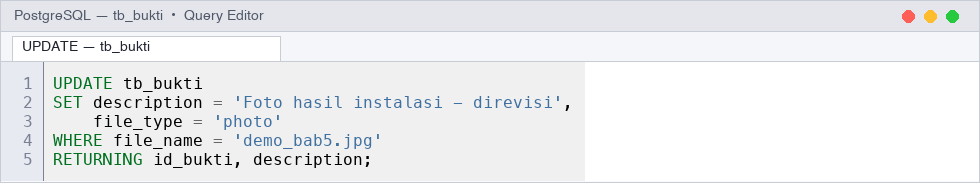 PostgreSQL — tb_bukti • Query Editor
UPDATE — tb_bukti
1 UPDATE tb_bukti
2 SET description = 'Foto hasil instalasi — direvisi',
3     file_type = 'photo'
4 WHERE file_name = 'demo_bab5.jpg'
5 RETURNING id_bukti, description;